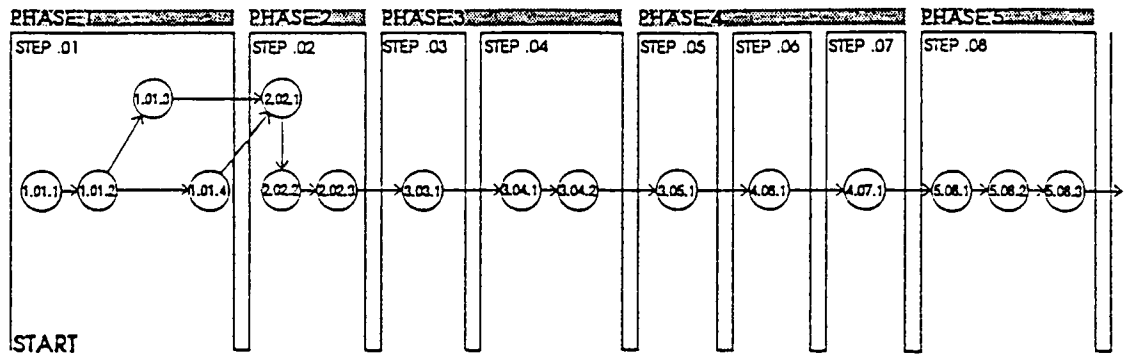 PHASE1 PHASE2 PHASE3 PHASE4 PHASE5
STEP .01 STEP .02 STEP .03 STEP .04 STEP .05 STEP .06 STEP .07 STEP .08
1.01.3 2.02.1
1.01.1 1.01.2 1.01.4 2.02.2 2.02.3 3.03.1 3.04.1 3.04.2 3.05.1 4.06.1 4.07.1 5.08.1 5.08.2 5.08.3
START